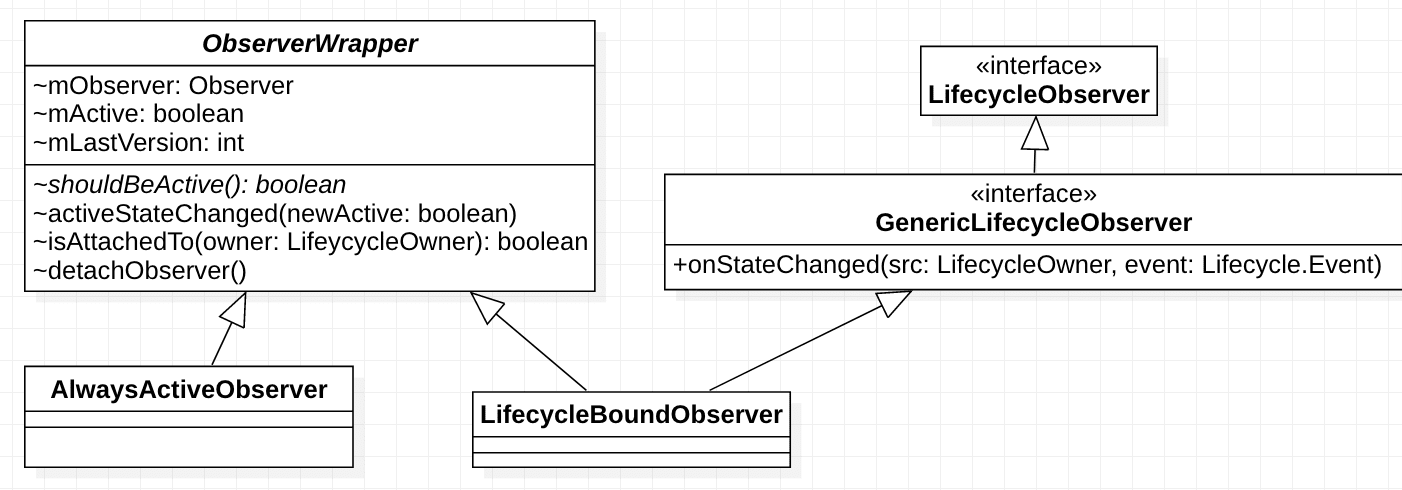 ObserverWrapper
~mObserver: Observer
~mActive: boolean
~mLastVersion: int
~shouldBeActive(): boolean
~activeStateChanged(newActive: boolean)
~isAttachedTo(owner: LifeycycleOwner): boolean
~detachObserver()
«interface»
LifecycleObserver
«interface»
GenericLifecycleObserver
+onStateChanged(src: LifecycleOwner, event: Lifecycle.Event)
AlwaysActiveObserver
LifecycleBoundObserver